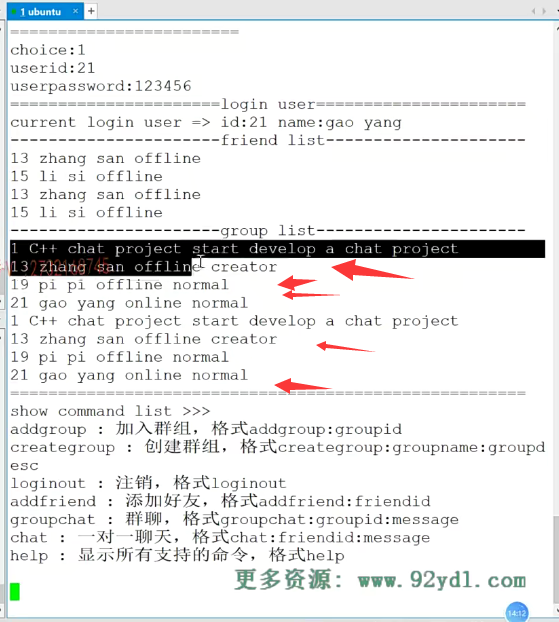 1 ubuntu
========================
choice:1
userid:21
userpassword:123456
======================login user======================
current login user => id:21 name:gao yang
----------------------friend list---------------------
13 zhang san offline
15 li si offline
13 zhang san offline
15 li si offline
----------------------group list----------------------
1 C++ chat project start develop a chat project
13 zhang san offline creator
19 pi pi offline normal
21 gao yang online normal
1 C++ chat project start develop a chat project
13 zhang san offline creator
19 pi pi offline normal
21 gao yang online normal
======================================================
show command list >>>
addgroup : 加入群组，格式addgroup:groupid
creategroup : 创建群组，格式creategroup:groupname:groupd
esc
loginout : 注销，格式loginout
addfriend : 添加好友，格式addfriend:friendid
groupchat : 群聊，格式groupchat:groupid:message
chat : 一对一聊天，格式chat:friendid:message
help : 显示所有支持的命令，格式help
更多资源: www.92ydl.com
14:12